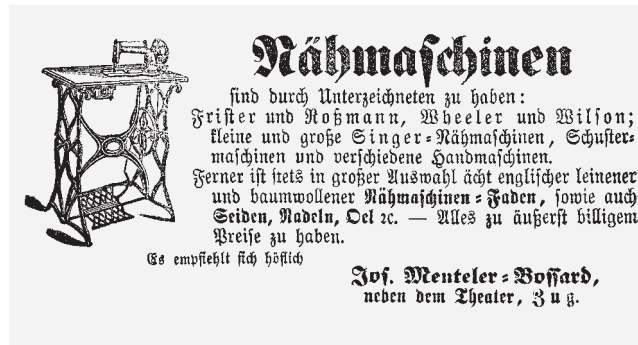 Nähmaschinen
sind durch Unterzeichneten zu haben:
Frister und Roßmann, Wheeler und Wilson;
kleine und große Singer-Nähmaschinen, Schuster-
maschinen und verschiedene Handmaschinen.
Ferner ist stets in großer Auswahl ächt englischer leinener
und baumwollener Nähmaschinen-Faden, sowie auch
Seiden, Nadeln, Oel ꝛc. — Alles zu äußerst billigem
Preise zu haben.
Es empfiehlt sich höflich
Jos. Menteler-Bossard,
neben dem Theater, Zug.